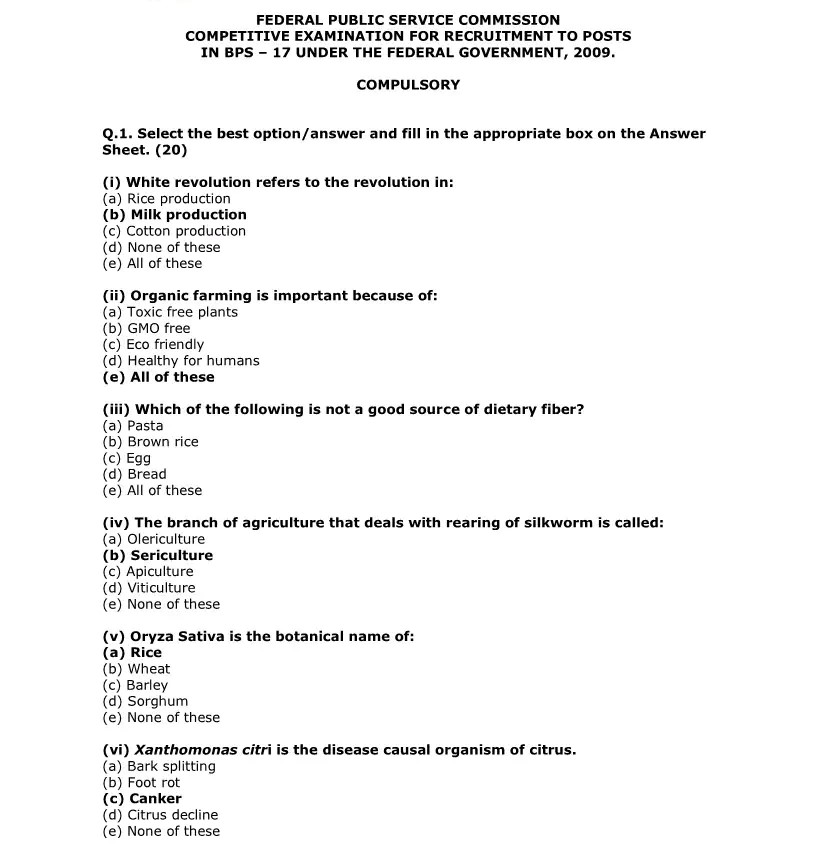 FEDERAL PUBLIC SERVICE COMMISSION
COMPETITIVE EXAMINATION FOR RECRUITMENT TO POSTS
IN BPS – 17 UNDER THE FEDERAL GOVERNMENT, 2009.
COMPULSORY
Q.1. Select the best option/answer and fill in the appropriate box on the Answer
Sheet. (20)
(i) White revolution refers to the revolution in:
(a) Rice production
(b) Milk production
(c) Cotton production
(d) None of these
(e) All of these
(ii) Organic farming is important because of:
(a) Toxic free plants
(b) GMO free
(c) Eco friendly
(d) Healthy for humans
(e) All of these
(iii) Which of the following is not a good source of dietary fiber?
(a) Pasta
(b) Brown rice
(c) Egg
(d) Bread
(e) All of these
(iv) The branch of agriculture that deals with rearing of silkworm is called:
(a) Olericulture
(b) Sericulture
(c) Apiculture
(d) Viticulture
(e) None of these
(v) Oryza Sativa is the botanical name of:
(a) Rice
(b) Wheat
(c) Barley
(d) Sorghum
(e) None of these
(vi) Xanthomonas citri is the disease causal organism of citrus.
(a) Bark splitting
(b) Foot rot
(c) Canker
(d) Citrus decline
(e) None of these